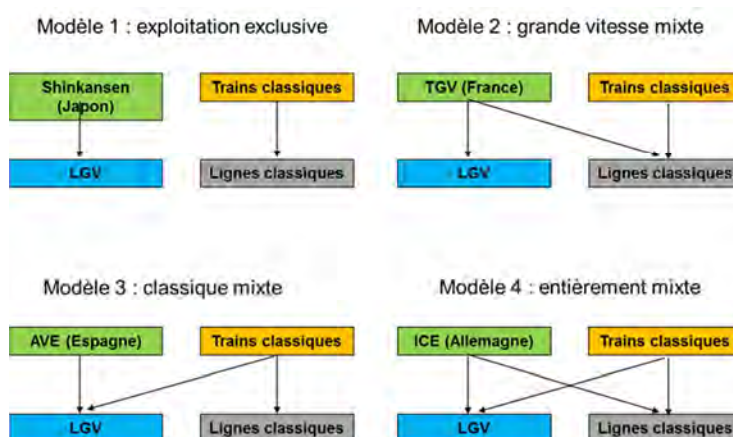 Modèle 1 : exploitation exclusive
Modèle 2 : grande vitesse mixte
Shinkansen
(Japon)
Trains classiques
TGV (France)
Trains classiques
LGV
Lignes classiques
LGV
Lignes classiques
Modèle 3 : classique mixte
Modèle 4 : entièrement mixte
AVE (Espagne)
Trains classiques
ICE (Allemagne)
Trains classiques
LGV
Lignes classiques
LGV
Lignes classiques